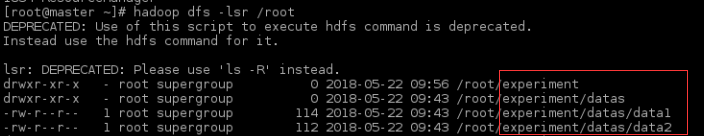 [root@master ~]# hadoop dfs -lsr /root
DEPRECATED: Use of this script to execute hdfs command is deprecated.
Instead use the hdfs command for it.
lsr: DEPRECATED: Please use 'ls -R' instead.
drwxr-xr-x   - root supergroup          0 2018-05-22 09:56 /root/experiment
drwxr-xr-x   - root supergroup          0 2018-05-22 09:43 /root/experiment/datas
-rw-r--r--   1 root supergroup        114 2018-05-22 09:43 /root/experiment/datas/data1
-rw-r--r--   1 root supergroup        112 2018-05-22 09:43 /root/experiment/datas/data2